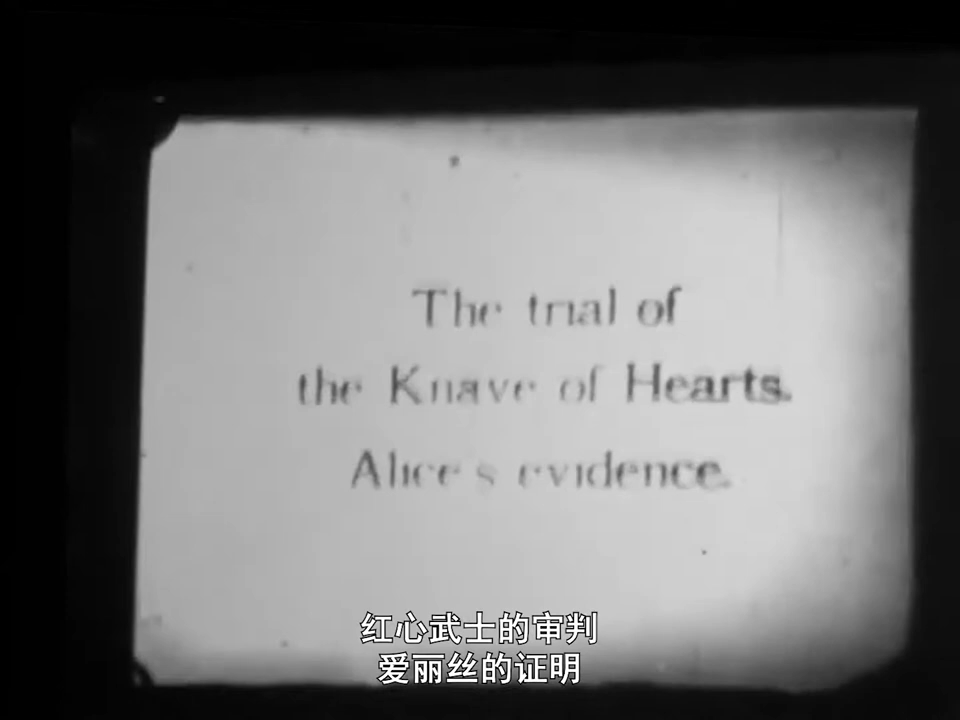 The trial of
the Knave of Hearts.
Alice's evidence.
红心武士的审判
爱丽丝的证明